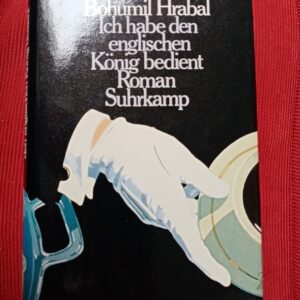 Bohumil Hrabal
Ich habe den
englischen
König bedient
Roman
Suhrkamp